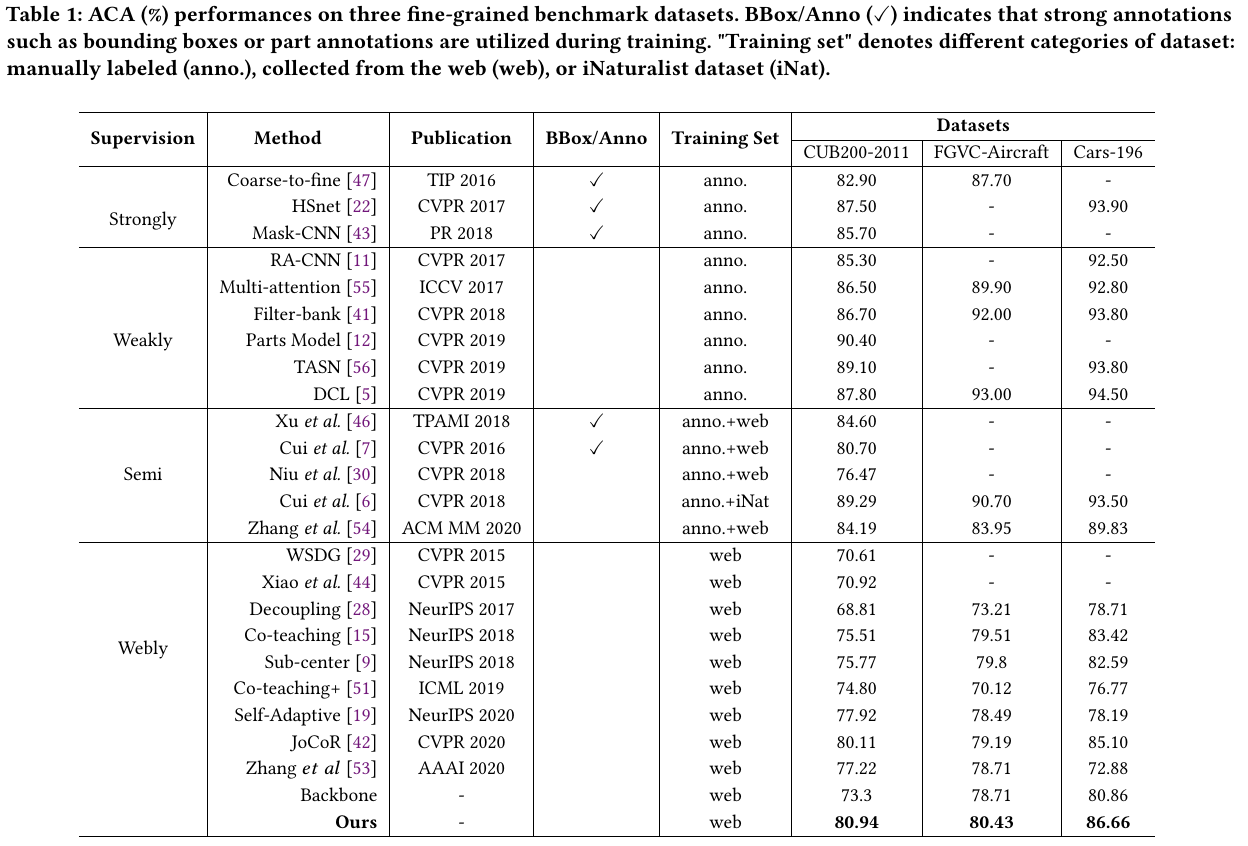 Table 1: ACA (%) performances on three fine-grained benchmark datasets. BBox/Anno (✓) indicates that strong annotations
such as bounding boxes or part annotations are utilized during training. "Training set" denotes different categories of dataset:
manually labeled (anno.), collected from the web (web), or iNaturalist dataset (iNat).
Supervision Method Publication BBox/Anno Training Set Datasets
CUB200-2011 FGVC-Aircraft Cars-196
Strongly
Coarse-to-fine [47] TIP 2016 ✓ anno. 82.90 87.70 -
HSnet [22] CVPR 2017 ✓ anno. 87.50 - 93.90
Mask-CNN [43] PR 2018 ✓ anno. 85.70 - -
Weakly
RA-CNN [11] CVPR 2017 anno. 85.30 - 92.50
Multi-attention [55] ICCV 2017 anno. 86.50 89.90 92.80
Filter-bank [41] CVPR 2018 anno. 86.70 92.00 93.80
Parts Model [12] CVPR 2019 anno. 90.40 - -
TASN [56] CVPR 2019 anno. 89.10 - 93.80
DCL [5] CVPR 2019 anno. 87.80 93.00 94.50
Semi
Xu et al. [46] TPAMI 2018 ✓ anno.+web 84.60 - -
Cui et al. [7] CVPR 2016 ✓ anno.+web 80.70 - -
Niu et al. [30] CVPR 2018 anno.+web 76.47 - -
Cui et al. [6] CVPR 2018 anno.+iNat 89.29 90.70 93.50
Zhang et al. [54] ACM MM 2020 anno.+web 84.19 83.95 89.83
Webly
WSDG [29] CVPR 2015 web 70.61 - -
Xiao et al. [44] CVPR 2015 web 70.92 - -
Decoupling [28] NeurIPS 2017 web 68.81 73.21 78.71
Co-teaching [15] NeurIPS 2018 web 75.51 79.51 83.42
Sub-center [9] NeurIPS 2018 web 75.77 79.8 82.59
Co-teaching+ [51] ICML 2019 web 74.80 70.12 76.77
Self-Adaptive [19] NeurIPS 2020 web 77.92 78.49 78.19
JoCoR [42] CVPR 2020 web 80.11 79.19 85.10
Zhang et al [53] AAAI 2020 web 77.22 78.71 72.88
Backbone - web 73.3 78.71 80.86
Ours - web 80.94 80.43 86.66